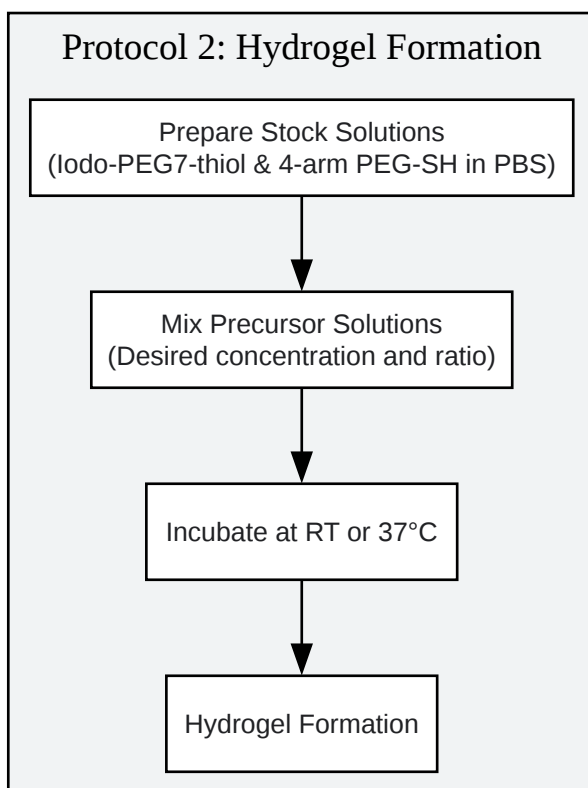 Protocol 2: Hydrogel Formation
Prepare Stock Solutions
(Iodo-PEG7-thiol & 4-arm PEG-SH in PBS)
Mix Precursor Solutions
(Desired concentration and ratio)
Incubate at RT or 37°C
Hydrogel Formation